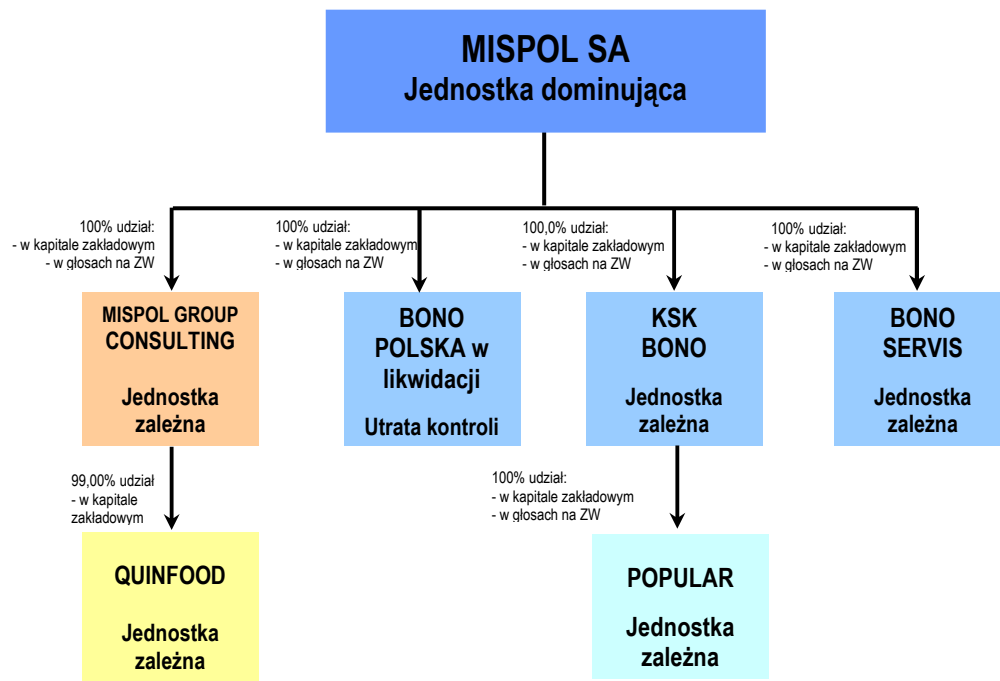 MISPOL SA
Jednostka dominująca
100% udział:
- w kapitale zakładowym
- w głosach na ZW
100% udział:
- w kapitale zakładowym
- w głosach na ZW
100,0% udział:
- w kapitale zakładowym
- w głosach na ZW
100% udział:
- w kapitale zakładowym
- w głosach na ZW
MISPOL GROUP
CONSULTING
Jednostka
zależna
BONO
POLSKA w
likwidacji
Utrata kontroli
KSK
BONO
Jednostka
zależna
BONO
SERVIS
Jednostka
zależna
99,00% udział
- w kapitale
zakładowym
100% udział:
- w kapitale zakładowym
- w głosach na ZW
QUINFOOD
Jednostka
zależna
POPULAR
Jednostka
zależna